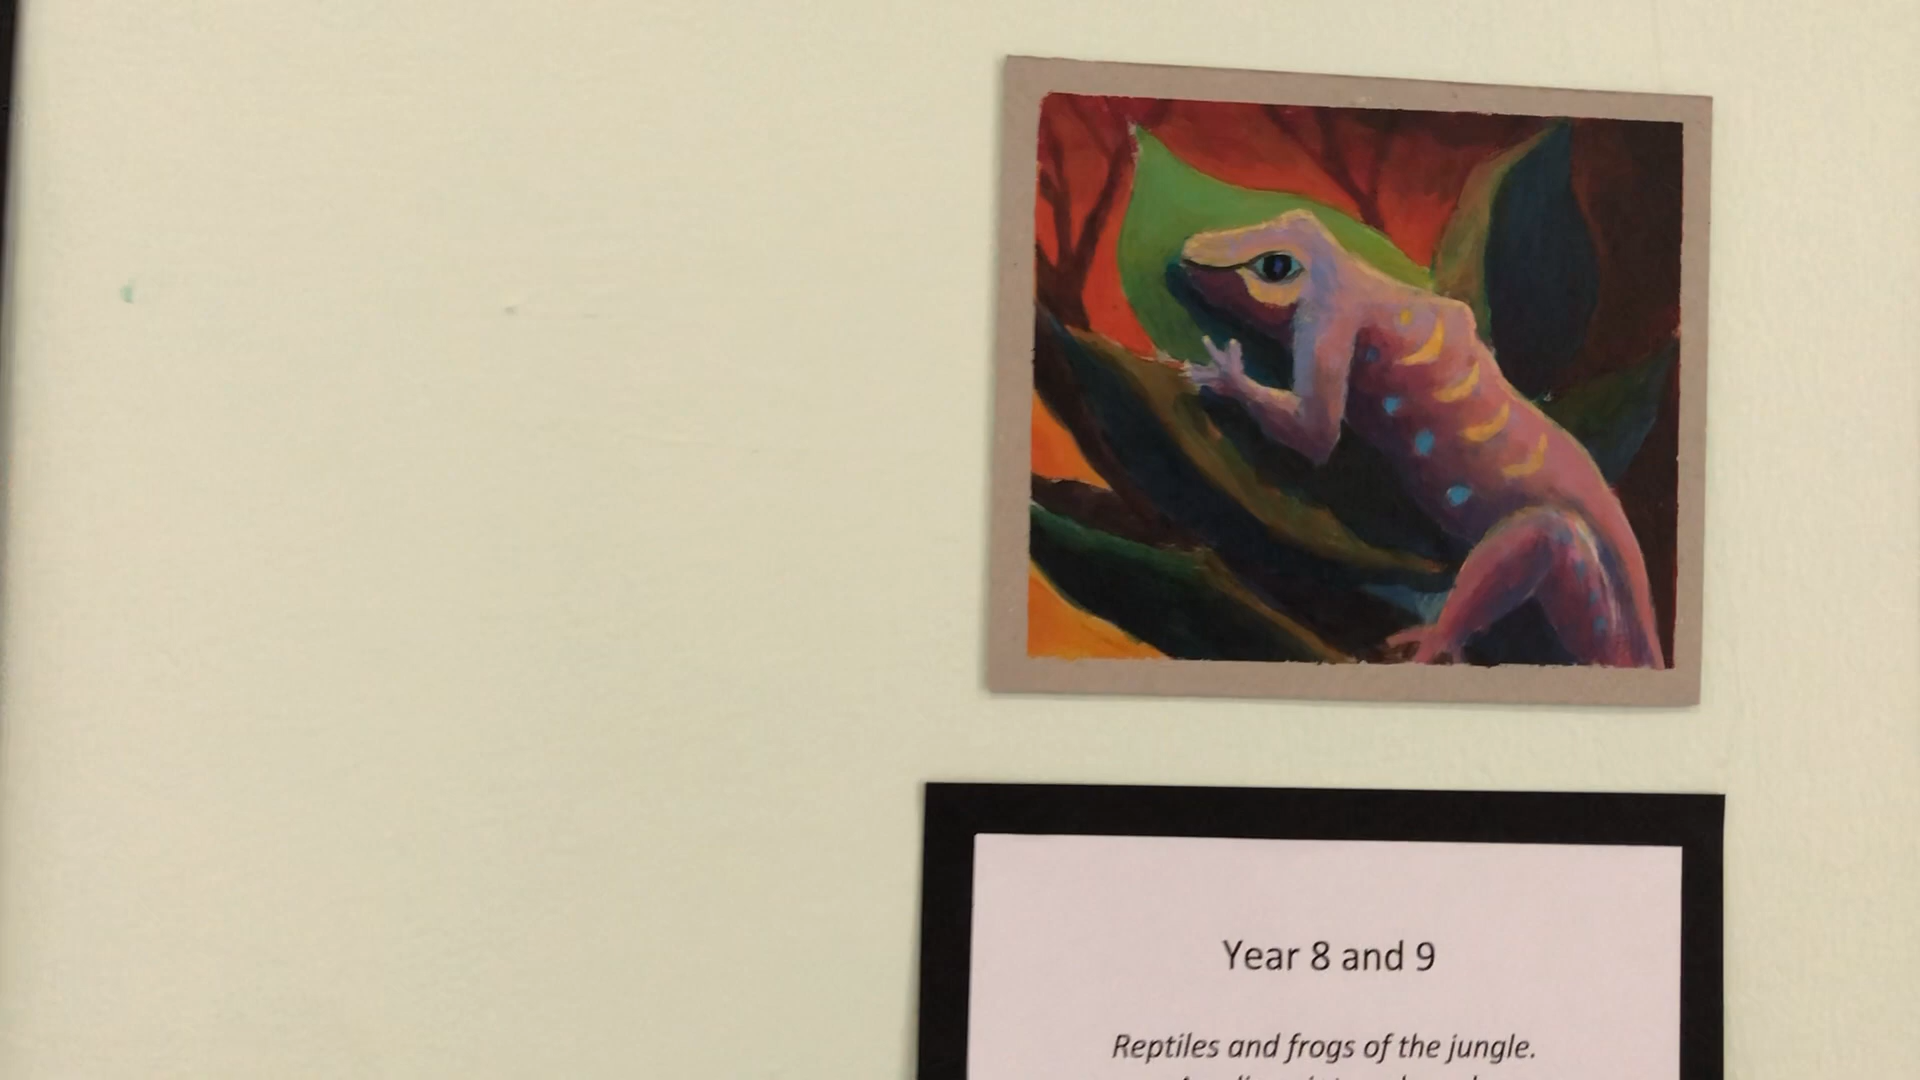 Year 8 and 9
Reptiles and frogs of the jungle.